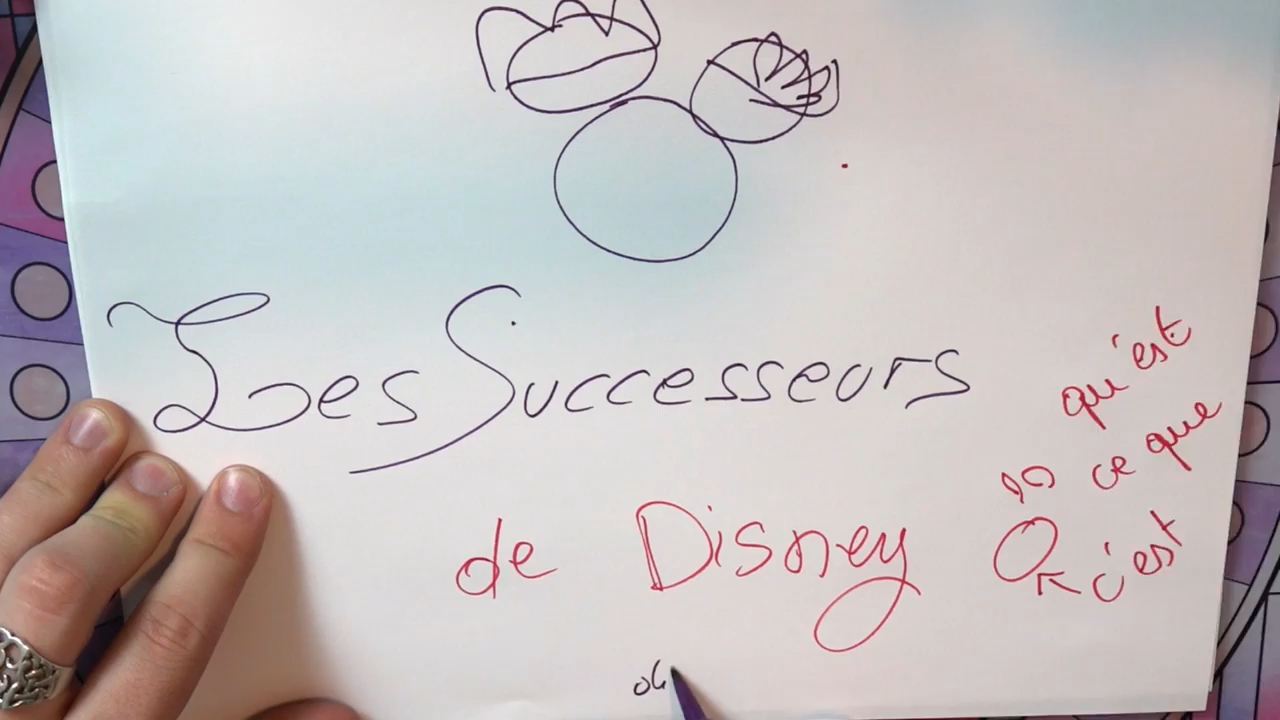 Les Successeurs
de Disney
qu'est
ce que
c'est